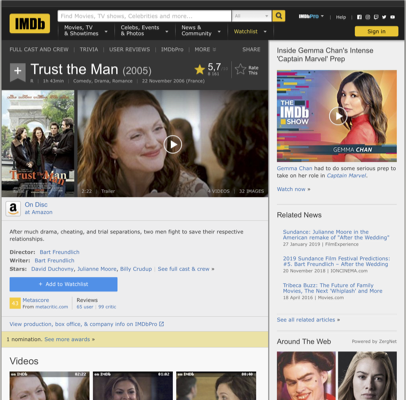 IMDb
Find Movies, TV shows, Celebrities and more...
All
IMDbPro
Help
Movies, TV
& Showtimes
Celebs, Events
& Photos
News &
Community
Watchlist
Sign in
FULL CAST AND CREW | TRIVIA | USER REVIEWS | IMDbPro | MORE
SHARE
Trust the Man (2005)
1h 43min | Comedy, Drama, Romance | 22 November 2006 (France)
5,7
Rate
This
Trust the Man
2:22 | Trailer
VIDEOS
32 IMAGES
On Disc
at Amazon
After much drama, cheating, and trial separations, two men fight to save their respective
relationships.
Director: Bart Freundlich
Writer: Bart Freundlich
Stars: David Duchovny, Julianne Moore, Billy Crudup | See full cast & crew »
+ Add to Watchlist
Metascore
From metacritic.com
Reviews
65 user | 99 critic
View production, box office, & company info on IMDbPro
1 nomination. See more awards »
Videos
Inside Gemma Chan's Intense
'Captain Marvel' Prep
THE
IMDb
SHOW
GEMMA CHAN
Gemma Chan had to do some serious prep to
take on her role in Captain Marvel.
Watch now »
Related News
Sundance: Julianne Moore in the
American remake of "After the Wedding"
27 January 2019 | FilmExperience
2019 Sundance Film Festival Predictions:
#5. Bart Freundlich – After the Wedding
20 November 2018 | IONCINEMA.com
Tribeca Buzz: The Future of Family
Movies, The Next 'Whiplash' and More
18 April 2016 | Movies.com
See all related articles »
Around The Web
Powered by ZergNet